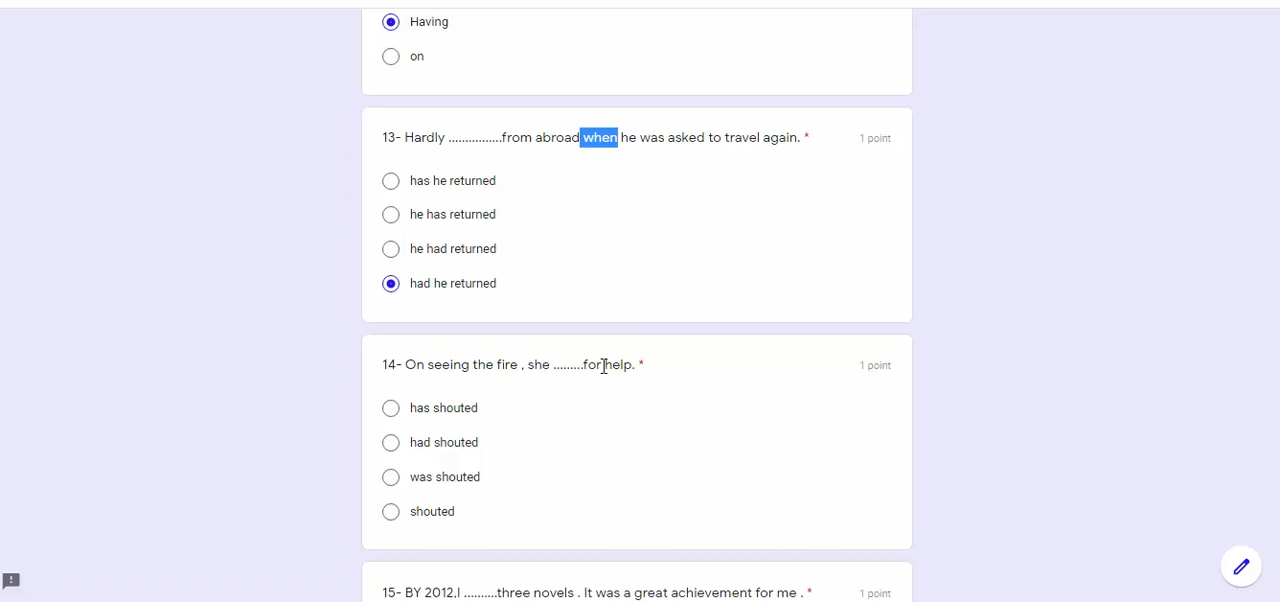 Having
on
13- Hardly ................from abroad when he was asked to travel again. *
1 point
has he returned
he has returned
he had returned
had he returned
14- On seeing the fire , she .........for help. *
1 point
has shouted
had shouted
was shouted
shouted
15- BY 2012,I ..........three novels . It was a great achievement for me . *
1 point